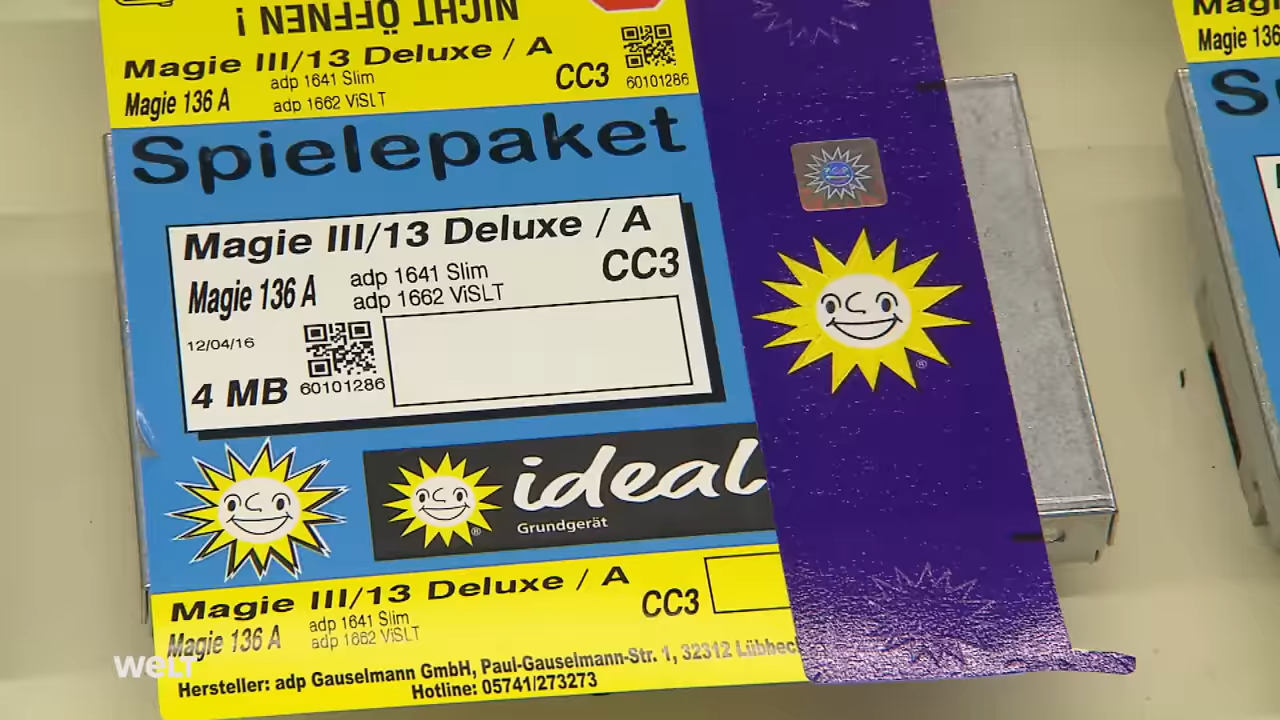 NICHT ÖFFNEN !
Magie III/13 Deluxe / A
adp 1641 Slim
Magie 136 A
adp 1662 ViSLT
CC3
60101286
Spielepaket
Magie III/13 Deluxe / A
Magie 136 A
adp 1641 Slim
adp 1662 ViSLT
CC3
12/04/16
4 MB
60101286
ideal
Grundgerät
®
®
Magie III/13 Deluxe / A
Magie 136 A
adp 1641 Slim
adp 1662 ViSLT
CC3
Hersteller: adp Gauselmann GmbH, Paul-Gauselmann-Str. 1, 32312 Lübbec
Hotline: 05741/273273
Magi
Magie 136
Sp
welt